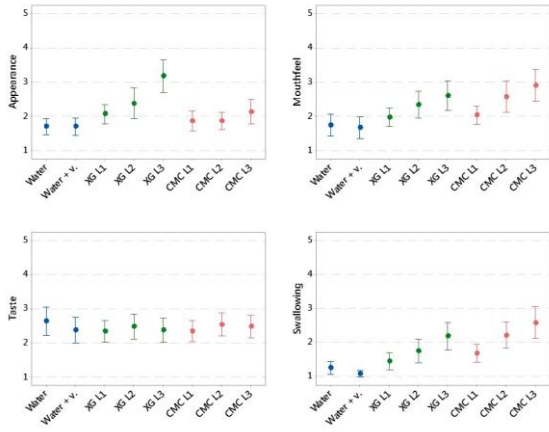 Appearance
5
4
3
2
1
Water
Water + v.
XG L1
XG L2
XG L3
CMC L1
CMC L2
CMC L3
Mouthfeel
5
4
3
2
1
Water
Water + v.
XG L1
XG L2
XG L3
CMC L1
CMC L2
CMC L3
Taste
5
4
3
2
1
Water
Water + v.
XG L1
XG L2
XG L3
CMC L1
CMC L2
CMC L3
Swallowing
5
4
3
2
1
Water
Water + v.
XG L1
XG L2
XG L3
CMC L1
CMC L2
CMC L3